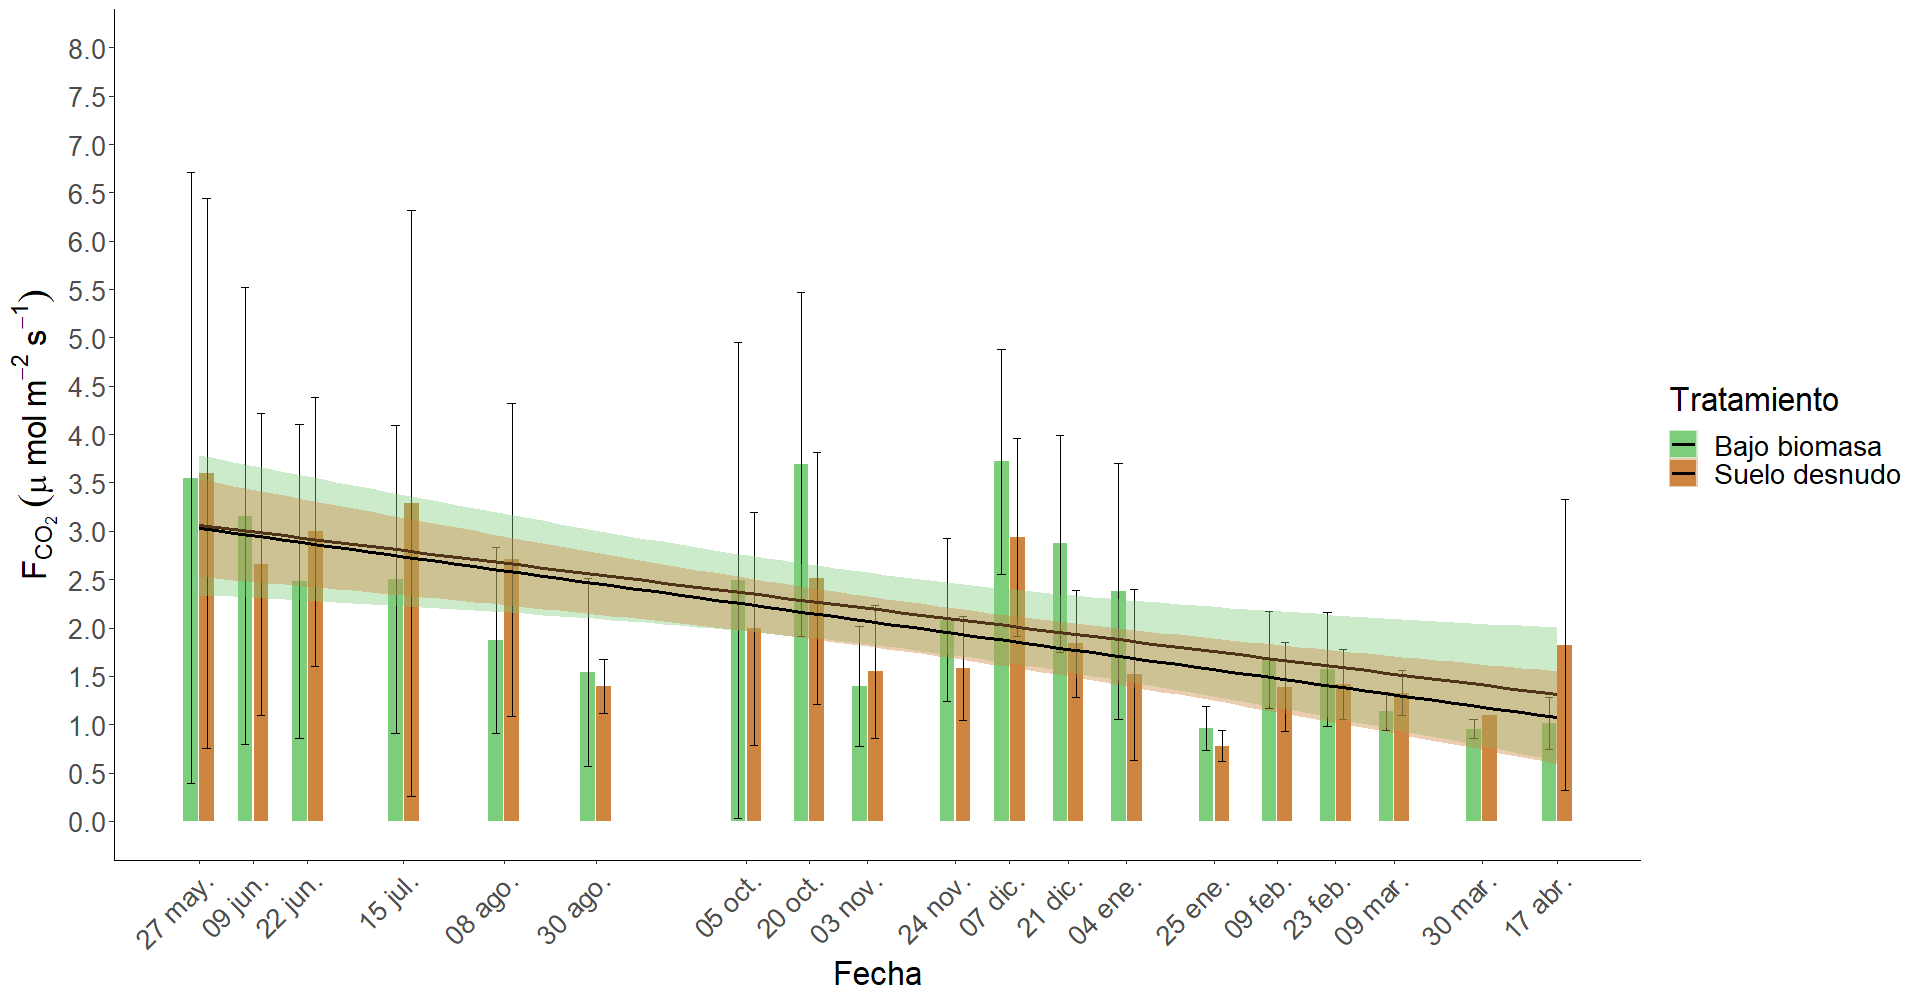 8.0
7.5
7.0
6.5
6.0
5.5
5.0
4.5
4.0
3.5
3.0
2.5
2.0
1.5
1.0
0.5
0.0
F_CO₂ (μ mol m⁻² s⁻¹)
27 may.
09 jun.
22 jun.
15 jul.
08 ago.
30 ago.
05 oct.
20 oct.
03 nov.
24 nov.
07 dic.
21 dic.
04 ene.
25 ene.
09 feb.
23 feb.
09 mar.
30 mar.
17 abr.
Fecha
Tratamiento
Bajo biomasa
Suelo desnudo